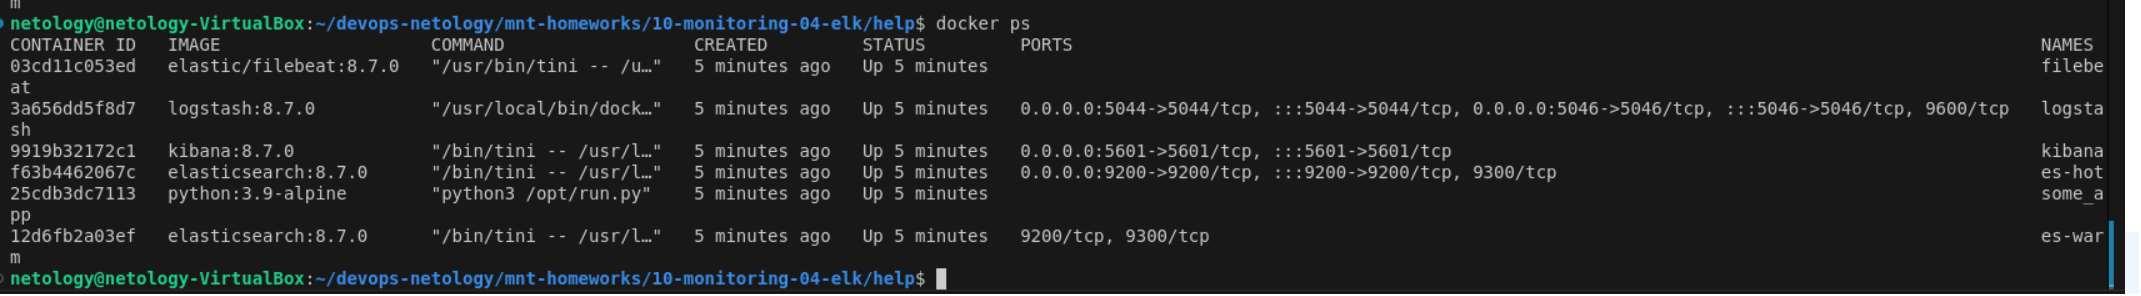 m
netology@netology-VirtualBox:~/devops-netology/mnt-homeworks/10-monitoring-04-elk/help$ docker ps
CONTAINER ID   IMAGE                    COMMAND                  CREATED         STATUS         PORTS                                                                                            NAMES
03cd11c053ed   elastic/filebeat:8.7.0   "/usr/bin/tini -- /u…"   5 minutes ago   Up 5 minutes                                                                                                    filebe
at
3a656dd5f8d7   logstash:8.7.0           "/usr/local/bin/dock…"   5 minutes ago   Up 5 minutes   0.0.0.0:5044->5044/tcp, :::5044->5044/tcp, 0.0.0.0:5046->5046/tcp, :::5046->5046/tcp, 9600/tcp   logsta
sh
9919b32172c1   kibana:8.7.0             "/bin/tini -- /usr/l…"   5 minutes ago   Up 5 minutes   0.0.0.0:5601->5601/tcp, :::5601->5601/tcp                                                        kibana
f63b4462067c   elasticsearch:8.7.0      "/bin/tini -- /usr/l…"   5 minutes ago   Up 5 minutes   0.0.0.0:9200->9200/tcp, :::9200->9200/tcp, 9300/tcp                                              es-hot
25cdb3dc7113   python:3.9-alpine        "python3 /opt/run.py"    5 minutes ago   Up 5 minutes                                                                                                    some_a
pp
12d6fb2a03ef   elasticsearch:8.7.0      "/bin/tini -- /usr/l…"   5 minutes ago   Up 5 minutes   9200/tcp, 9300/tcp                                                                               es-war
m
netology@netology-VirtualBox:~/devops-netology/mnt-homeworks/10-monitoring-04-elk/help$